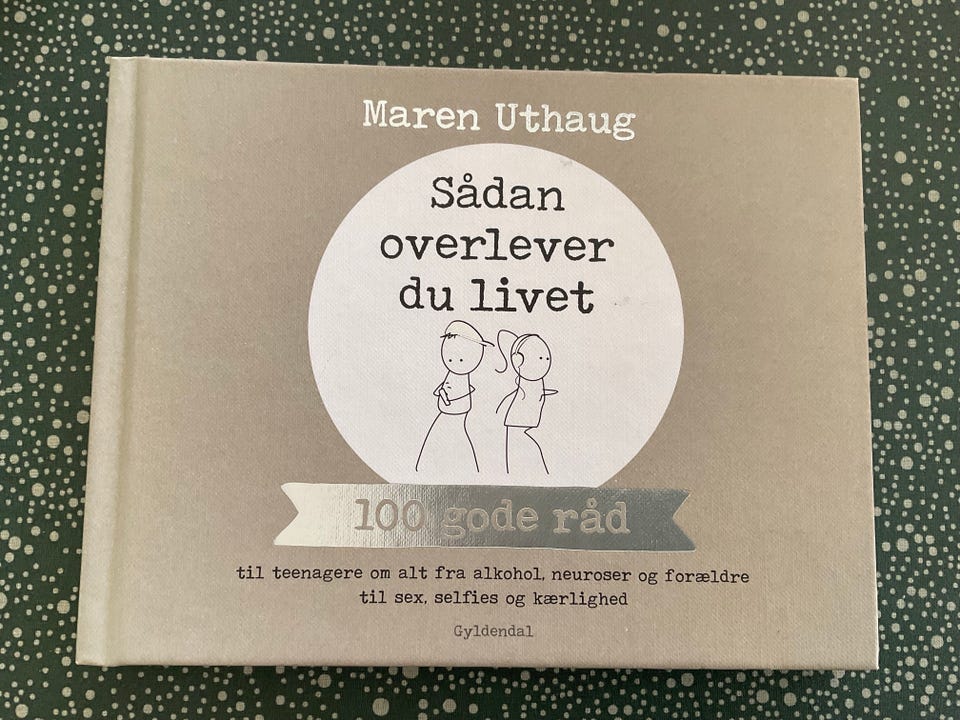 Maren Uthaug
Sådan
overlever
du livet
100 gode råd
til teenagere om alt fra alkohol, neuroser og forældre
til sex, selfies og kærlighed
Gyldendal